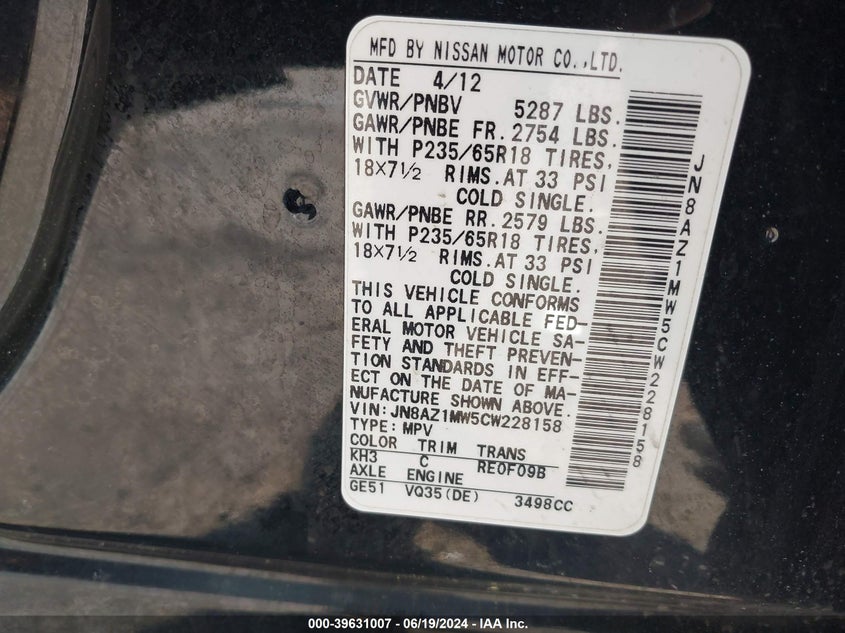 MFD BY NISSAN MOTOR CO.,LTD.
DATE 4/12
GVWR/PNBV 5287 LBS.
GAWR/PNBE FR. 2754 LBS.
WITH P235/65R18 TIRES,
18×7½ RIMS.AT 33 PSI
COLD SINGLE.
GAWR/PNBE RR. 2579 LBS.
WITH P235/65R18 TIRES,
18×7½ RIMS.AT 33 PSI
COLD SINGLE.
THIS VEHICLE CONFORMS
TO ALL APPLICABLE FED-
ERAL MOTOR VEHICLE SA-
FETY AND THEFT PREVEN-
TION STANDARDS IN EFF-
ECT ON THE DATE OF MA-
NUFACTURE SHOWN ABOVE.
VIN:JN8AZ1MW5CW228158
TYPE:MPV
COLOR TRIM TRANS
KH3 C RE0F09B
AXLE ENGINE
GE51 VQ35(DE) 3498CC
JN8AZ1MW5CW228158
000-39631007 - 06/19/2024 - IAA Inc.